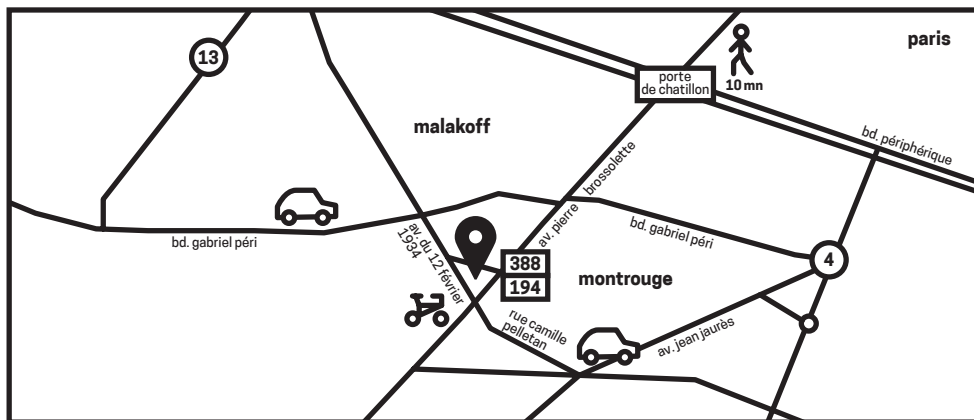 13
paris
porte
de chatillon
10 mn
malakoff
bd. périphérique
av. pierre brossolette
bd. gabriel péri
bd. gabriel péri
av. du 12 février
1934
388
194
montrouge
4
rue camille
pelletan
av. jean jaurès